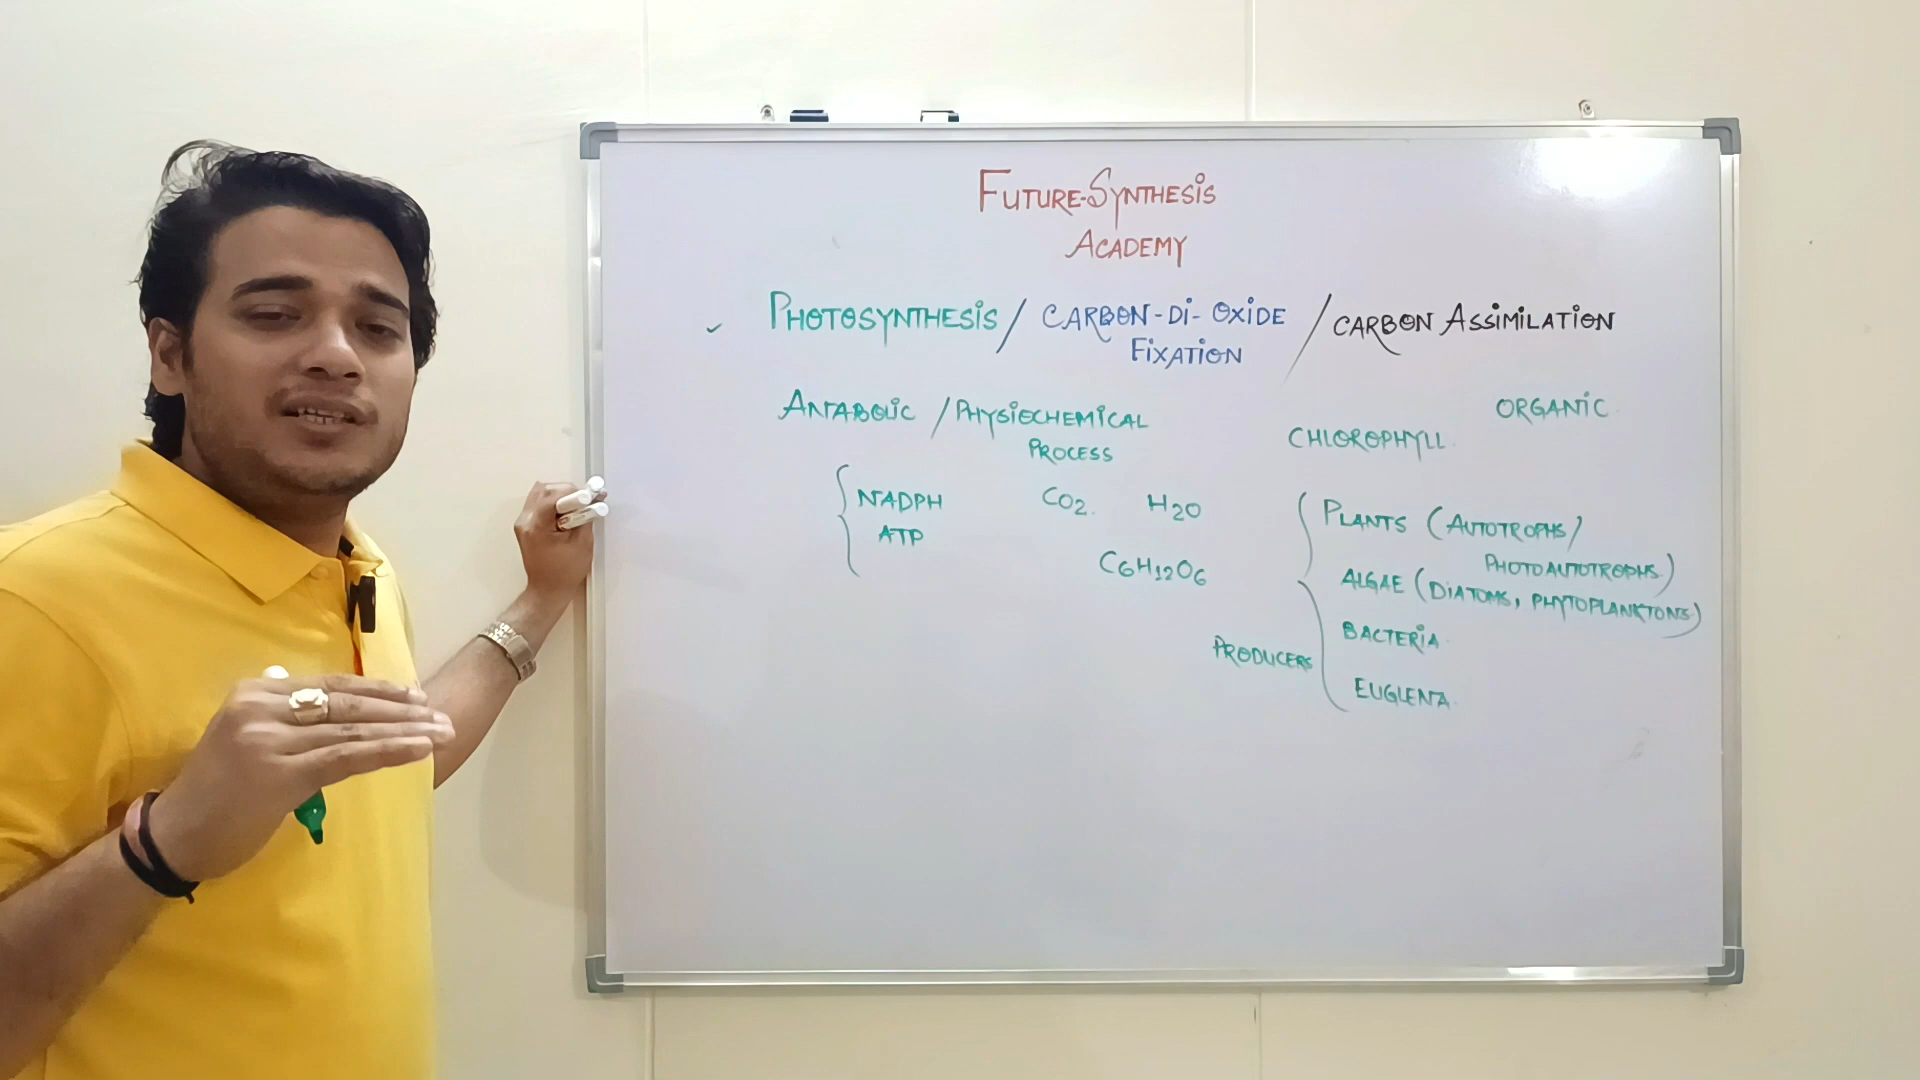 FUTURE-SYNTHESIS
ACADEMY
✓ PHOTOSYNTHESIS / CARBON-DI-OXIDE / CARBON ASSIMILATION
FIXATION
ANABOLIC / PHYSIOCHEMICAL
PROCESS
ORGANIC
CHLOROPHYLL
NADPH
ATP
CO2. H2O
C6H12O6
PRODUCERS
PLANTS (AUTOTROPHS/
PHOTOAUTOTROPHS)
ALGAE (DIATOMS, PHYTOPLANKTONS)
BACTERIA
EUGLENA